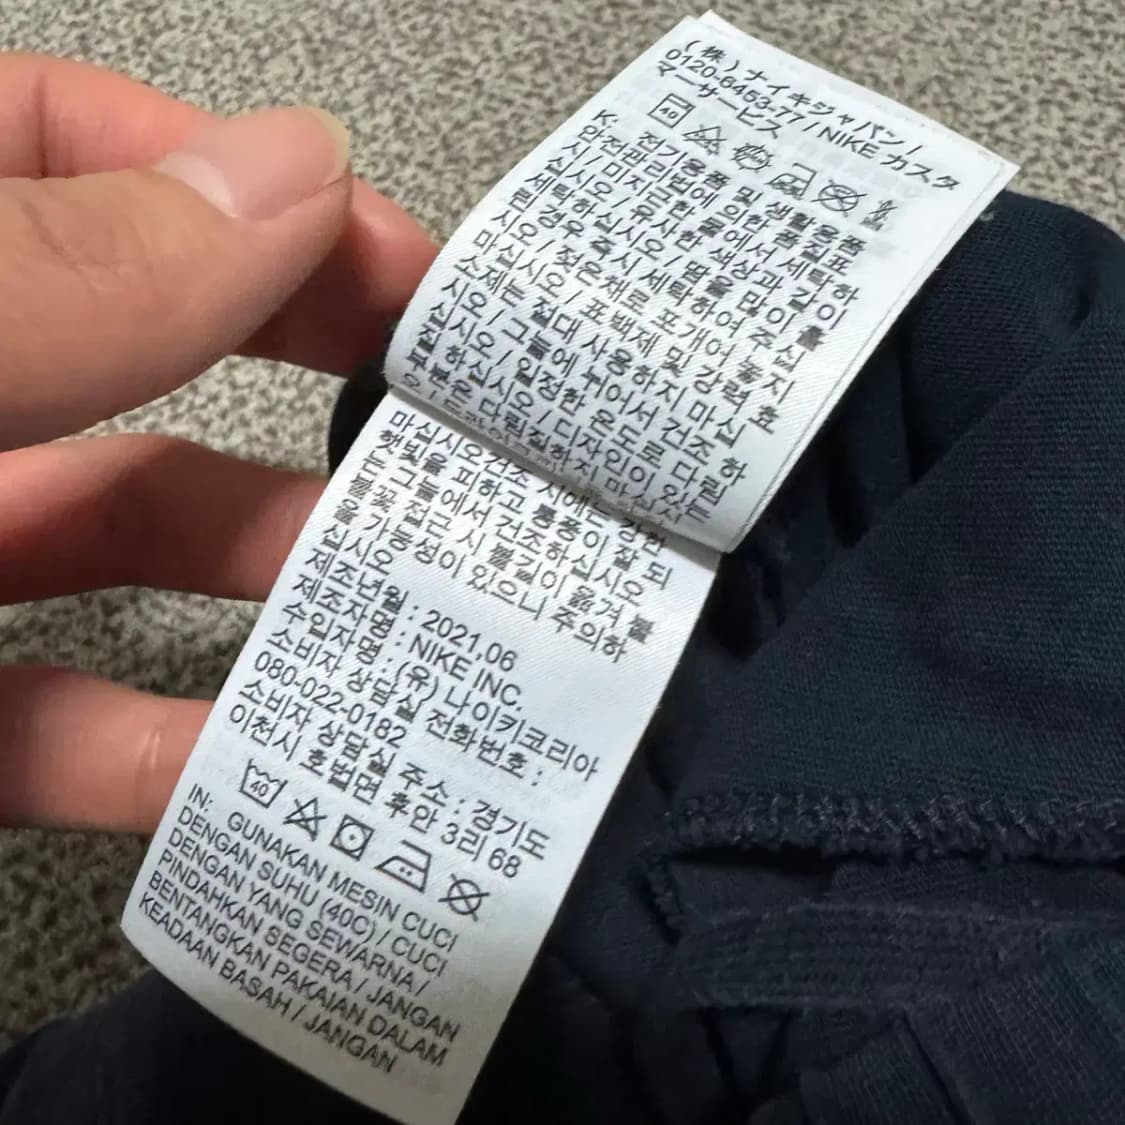 (株)ナイキジャパン /
0120-6453-77 / NIKE カスタ
マーサービス
40
K: 전기용품 및 생활용품
안전관리법에 의한 품질표
시 / 미지근한 물에서 세탁하
십시오 / 유사한 색상과 같이
세탁하십시오 / 땀을 많이 흘
린 경우 즉시 세탁하여 주십
시오 / 젖은채로 포개어 놓지
마십시오 / 표백제 및 강력 효
소제는 절대 사용하지 마십
시오 / 그늘에 뉘어서 건조 하
십시오 / 일정한 온도로 다림
질 하십시오 / 디자인이 있는
부분은 다림질하지 마십시
오
마십시오 건조 시에는 강한
햇빛을 피하고 통풍이 잘 되
는 그늘에서 건조하십시오
불꽃 접근 시 불길이 옮겨 붙
을 가능성이 있으니 주의하
십시오
제조년월 : 2021.06
제조자명 : NIKE INC.
수입자명 : (유) 나이키코리아
소비자 상담실 전화번호 :
080-022-0182
소비자 상담실 주소 : 경기도
이천시 호법면 후안 3리 68
40
IN: GUNAKAN MESIN CUCI
DENGAN SUHU (40C) / CUCI
DENGAN YANG SEWARNA /
PINDAHKAN SEGERA / JANGAN
BENTANGKAN PAKAIAN DALAM
KEADAAN BASAH / JANGAN